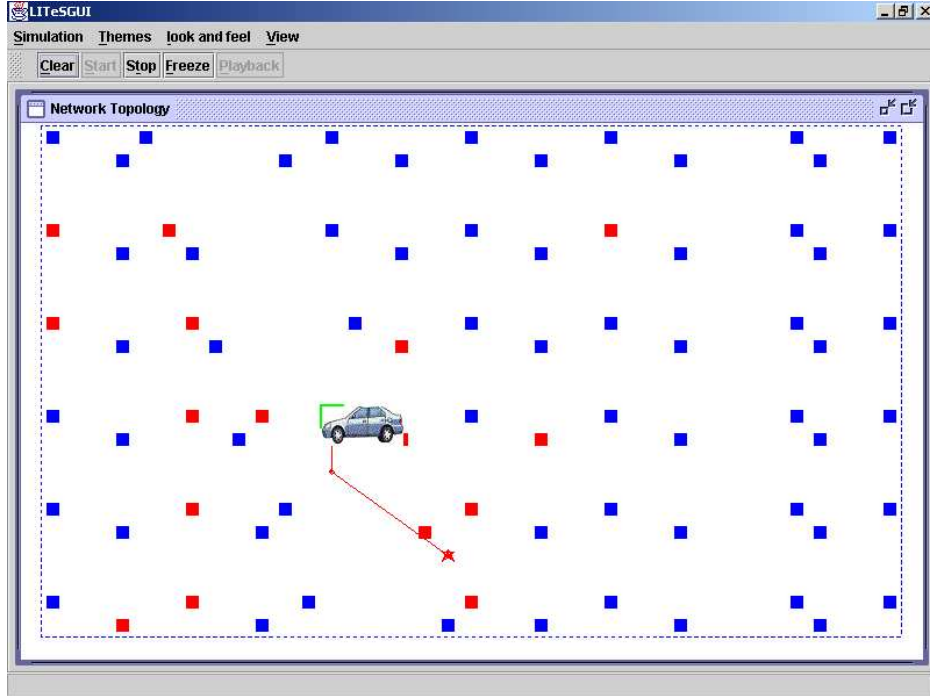 LITeSGUI
Simulation Themes look and feel View
Clear Start Stop Freeze Playback
Network Topology